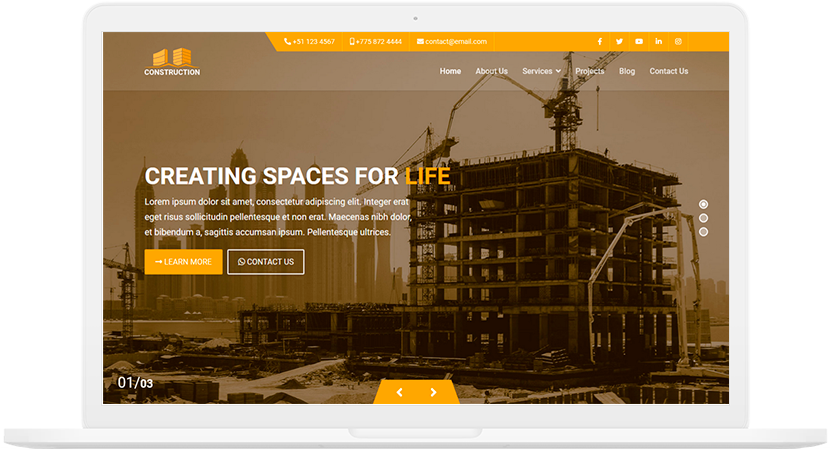 +51 123 4567
+775 872 4444
contact@email.com
CONSTRUCTION
Home
About Us
Services
Projects
Blog
Contact Us
CREATING SPACES FOR LIFE
Lorem ipsum dolor sit amet, consectetur adipiscing elit. Integer erat
eget risus sollicitudin pellentesque et non erat. Maecenas nibh dolor,
et bibendum a, sagittis accumsan ipsum. Pellentesque ultrices.
LEARN MORE
CONTACT US
01/03